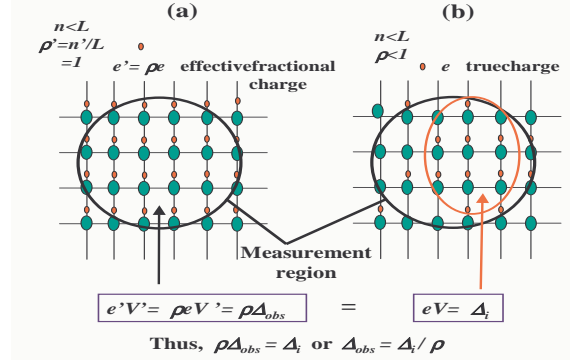 (a)
n<L
ρ'=n'/L
=1
e'= ρe effectivefractional
charge
(b)
n<L
ρ<1
e truecharge
Measurement
region
e'V'= ρeV '= ρΔobs
=
eV= Δi
Thus, ρΔobs = Δi or Δobs = Δi / ρ